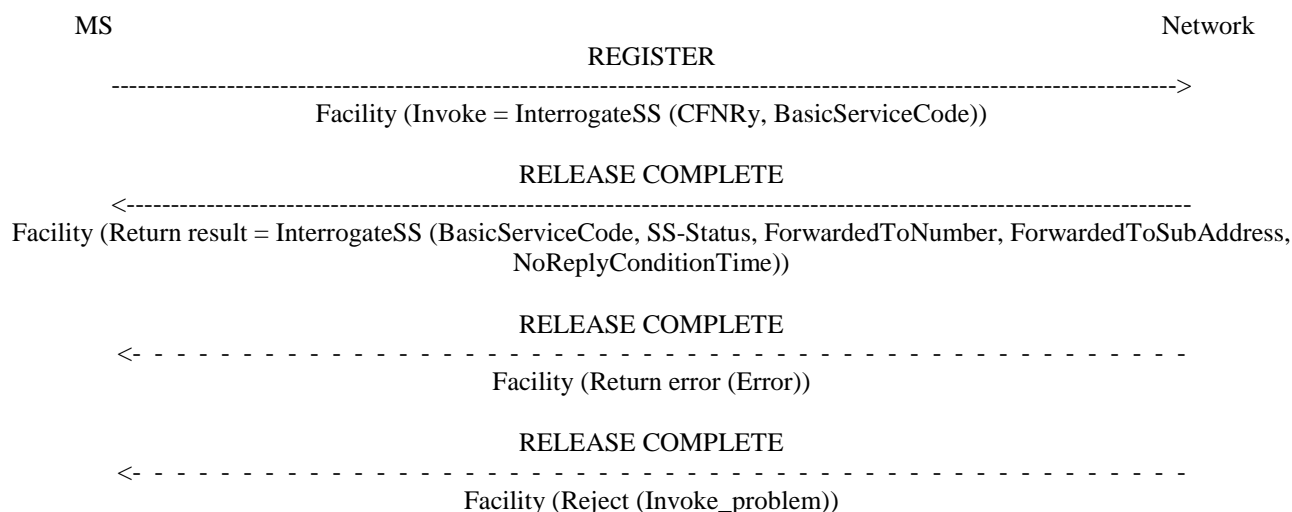 MS Network
REGISTER
Facility (Invoke = InterrogateSS (CFNRy, BasicServiceCode))
RELEASE COMPLETE
Facility (Return result = InterrogateSS (BasicServiceCode, SS-Status, ForwardedToNumber, ForwardedToSubAddress,
NoReplyConditionTime))
RELEASE COMPLETE
Facility (Return error (Error))
RELEASE COMPLETE
Facility (Reject (Invoke_problem))